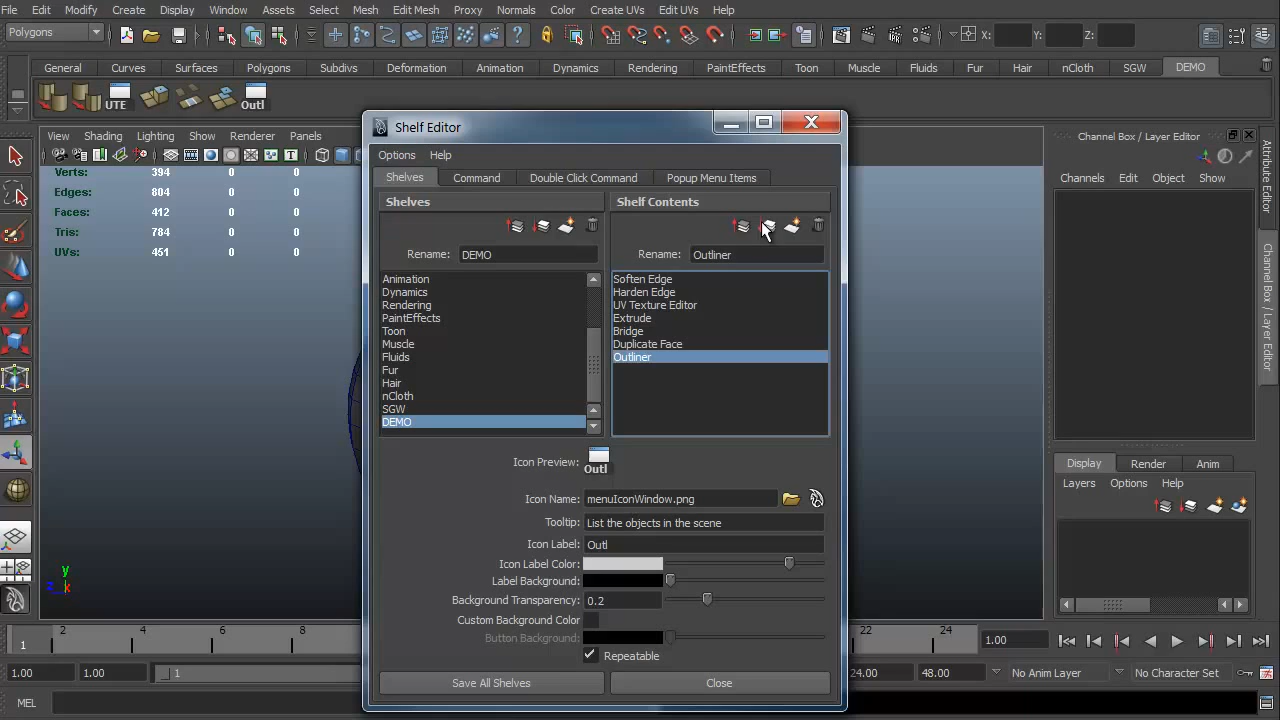 File Edit Modify Create Display Window Assets Select Mesh Edit Mesh Proxy Normals Color Create UVs Edit UVs Help
Polygons X: Y: Z:
General Curves Surfaces Polygons Subdivs Deformation Animation Dynamics Rendering PaintEffects Toon Muscle Fluids Fur Hair nCloth SGW DEMO
UTE Outl
View Shading Lighting Show Renderer Panels
Shelf Editor
Channel Box / Layer Editor
Options Help
Channels Edit Object Show
Shelves Command Double Click Command Popup Menu Items
Verts: 394 0 0
Edges: 804 0 0
Faces: 412 0 0
Tris: 784 0 0
UVs: 451 0 0
Shelves
Rename: DEMO
Animation
Dynamics
Rendering
PaintEffects
Toon
Muscle
Fluids
Fur
Hair
nCloth
SGW
DEMO
Shelf Contents
Rename: Outliner
Soften Edge
Harden Edge
UV Texture Editor
Extrude
Bridge
Duplicate Face
Outliner
Icon Preview: Outl
Icon Name: menuIconWindow.png
Tooltip: List the objects in the scene
Icon Label: Outl
Icon Label Color:
Label Background:
Background Transparency: 0.2
Custom Background Color
Button Background:
Repeatable
Save All Shelves Close
Attribute Editor
Channel Box / Layer Editor
Display Render Anim
Layers Options Help
y
z x
1 2 4 6 8 22 24 1.00
1.00 1.00 1 24.00 48.00 No Anim Layer No Character Set
MEL